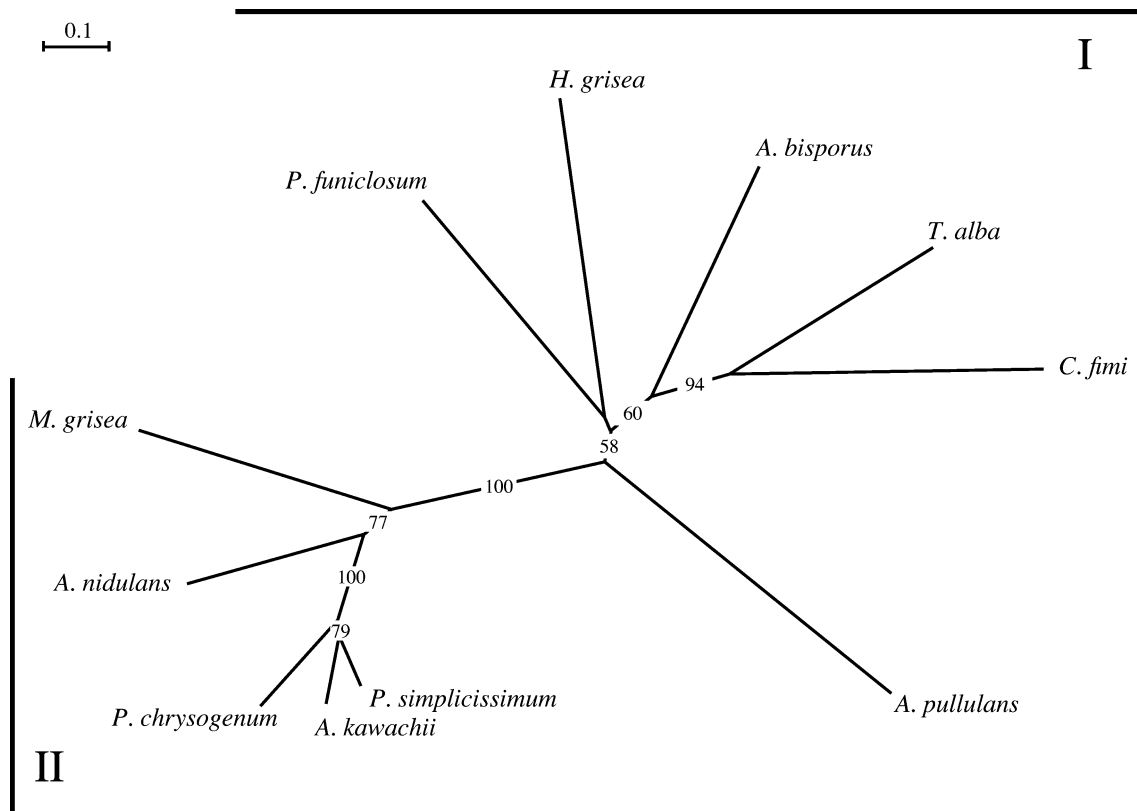 0.1
I
H. grisea
A. bisporus
P. funiclosum
T. alba
C. fimi
94
60
M. grisea
58
100
77
100
A. nidulans
79
P. simplicissimum
A. pullulans
P. chrysogenum
A. kawachii
II